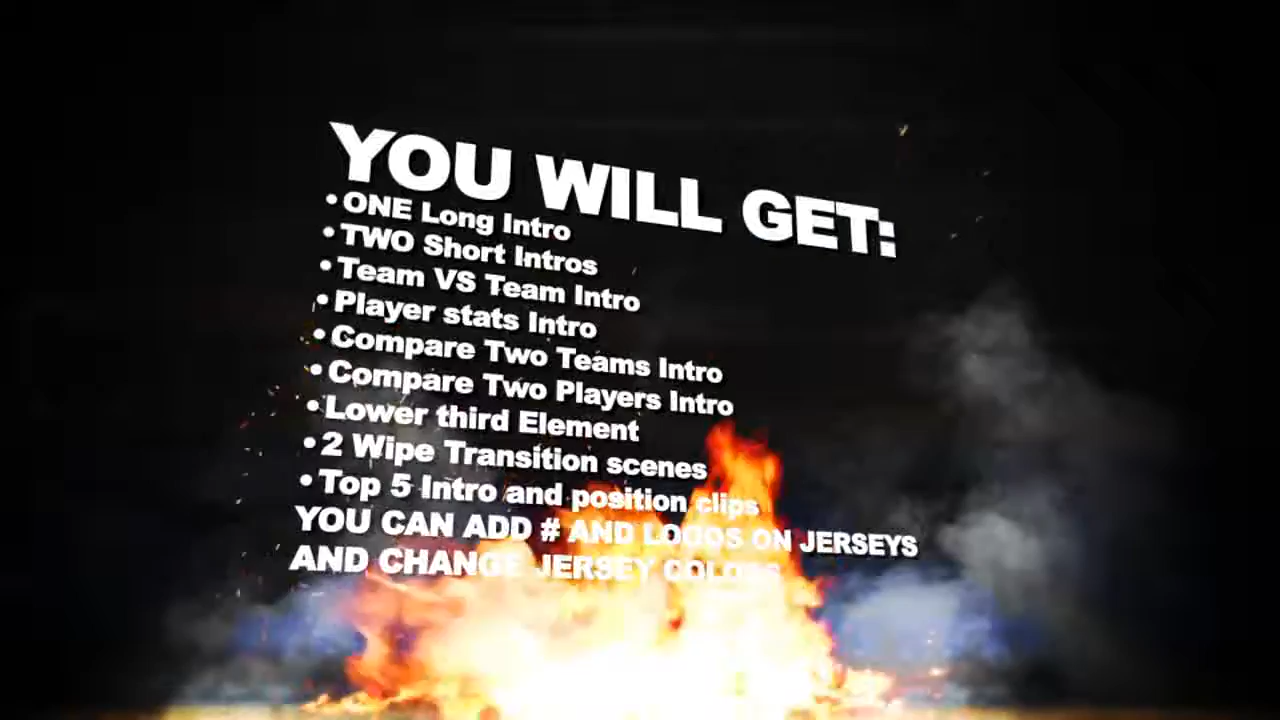 YOU WILL GET:
•ONE Long Intro
•TWO Short Intros
•Team VS Team Intro
•Player stats Intro
•Compare Two Teams Intro
•Compare Two Players Intro
•Lower third Element
•2 Wipe Transition scenes
•Top 5 Intro and position clips
YOU CAN ADD # AND LOGOS ON JERSEYS
AND CHANGE JERSEY COLORS